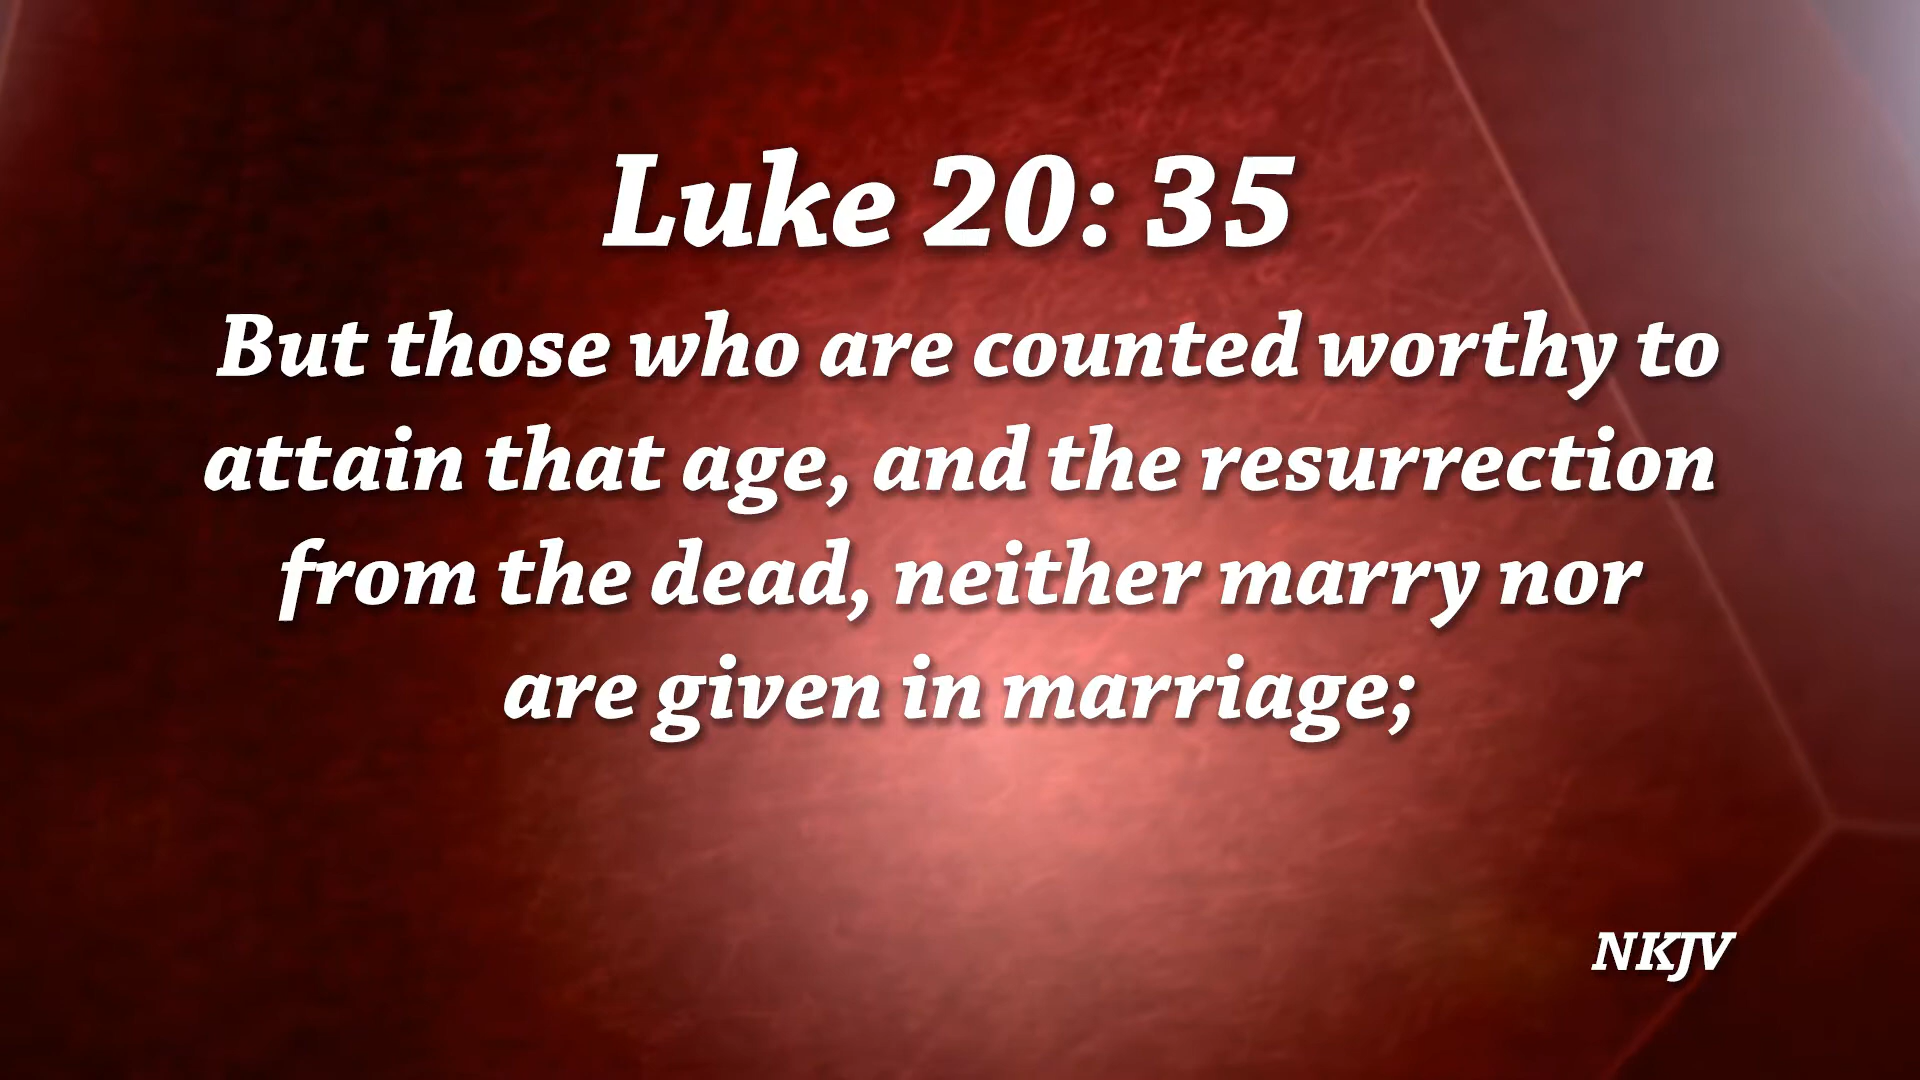 Luke 20: 35
But those who are counted worthy to
attain that age, and the resurrection
from the dead, neither marry nor
are given in marriage;
NKJV